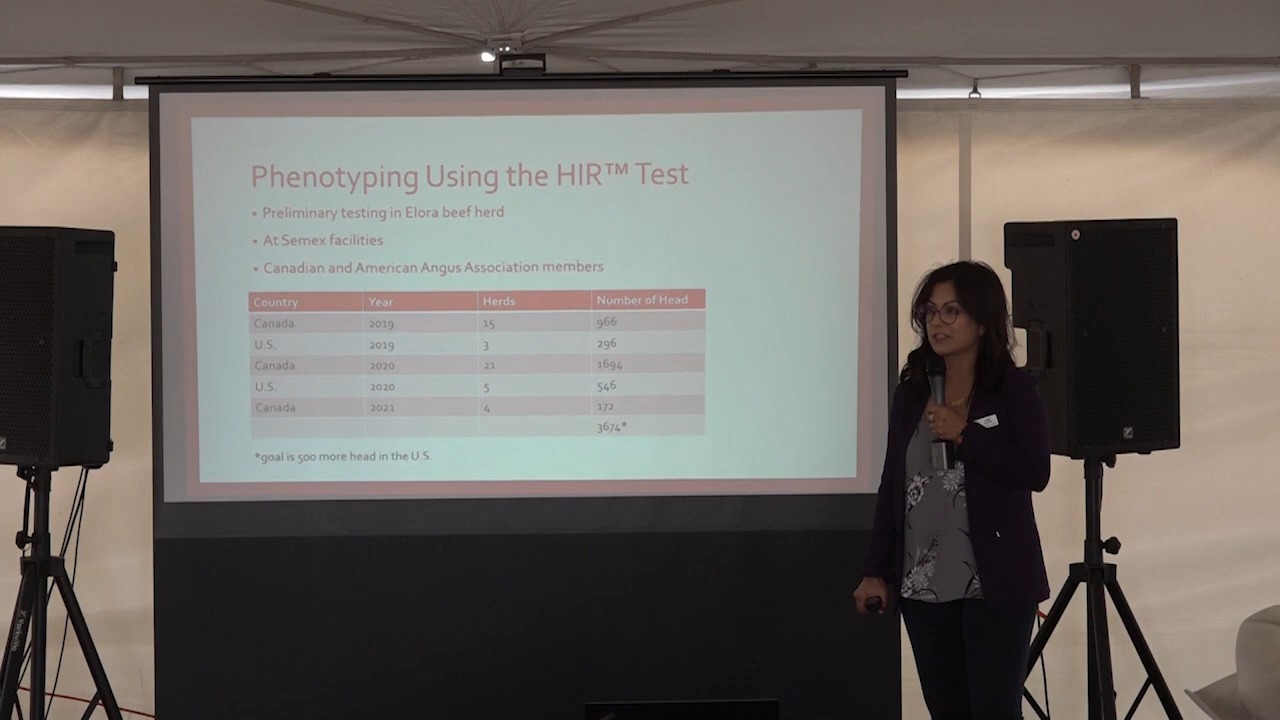 Phenotyping Using the HIR™ Test
• Preliminary testing in Elora beef herd
• At Semex facilities
• Canadian and American Angus Association members
Country Year Herds Number of Head
Canada 2019 15 966
U.S. 2019 3 296
Canada 2020 21 1694
U.S. 2020 5 546
Canada 2021 4 172
3674*
*goal is 500 more head in the U.S.
Yorkville